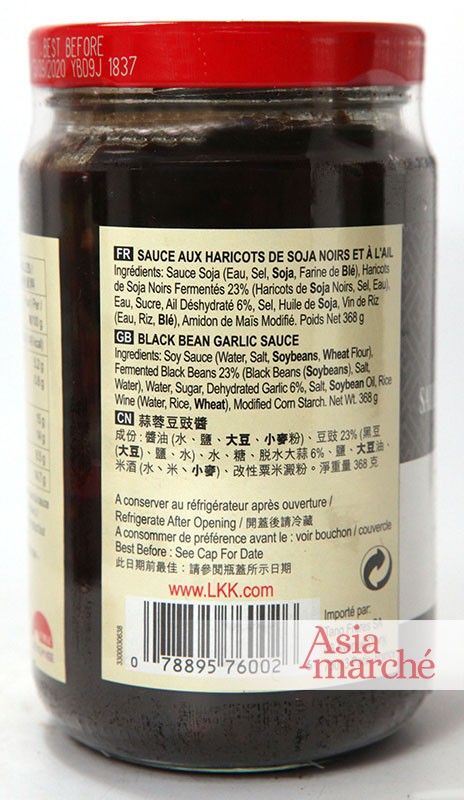 BEST BEFORE
/2020 YBD9J 1837
FR SAUCE AUX HARICOTS DE SOJA NOIRS ET À L'AIL
Ingrédients: Sauce Soja (Eau, Sel, Soja, Farine de Blé), Haricots
de Soja Noirs Fermentés 23% (Haricots de Soja Noirs, Sel, Eau),
Eau, Sucre, Ail Déshydraté 6%, Sel, Huile de Soja, Vin de Riz
(Eau, Riz, Blé), Amidon de Maïs Modifié. Poids Net 368 g
GB BLACK BEAN GARLIC SAUCE
Ingredients: Soy Sauce (Water, Salt, Soybeans, Wheat Flour),
Fermented Black Beans 23% (Black Beans (Soybeans), Salt,
Water), Water, Sugar, Dehydrated Garlic 6%, Salt, Soybean Oil, Rice
Wine (Water, Rice, Wheat), Modified Corn Starch. Net Wt. 368 g
CN 蒜蓉豆豉醬
成份：醬油 (水、鹽、大豆、小麥粉)、豆豉 23% (黑豆
(大豆)、鹽、水)、水、糖、脱水大蒜 6%、鹽、大豆油、
米酒 (水、米、小麥)、改性粟米澱粉。淨重量 368 克
A conserver au réfrigérateur après ouverture /
Refrigerate After Opening / 開蓋後請冷藏
A consommer de préférence avant le : voir bouchon / couvercle
Best Before : See Cap For Date
此日期前最佳：請參閱瓶蓋所示日期
www.LKK.com
Importé par:
Tang Frères SA
3300030638
0 78895 76002
Asia
marché